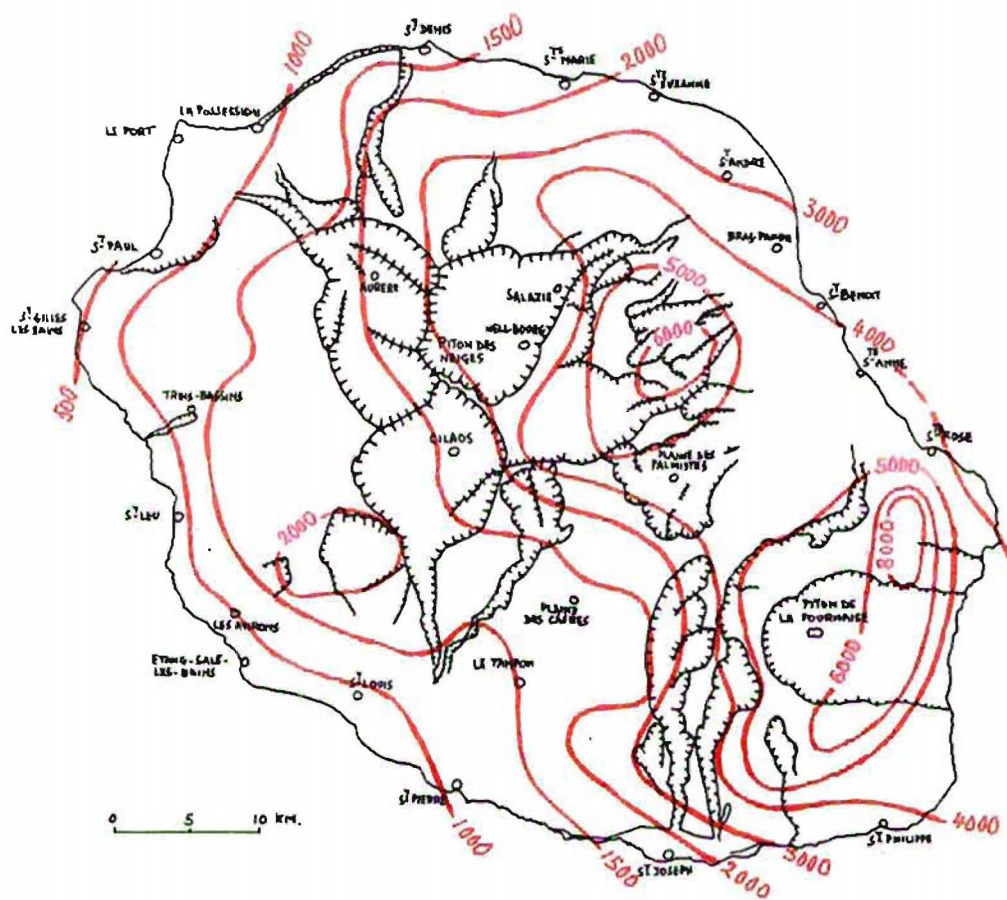 ST DENIS
1500
STE MARIE
2000
STE SUZANNE
1000
LA POSSESSION
LE PORT
ST ANDRE
3000
BRAS PANON
ST PAUL
5000
AURERE
SALAZIE
ST BENOIT
ST GILLES
LES BAINS
HELL-BOURG
6000
4000
PITON DES
NEIGES
STE ANNE
500
TROIS-BASSINS
CILAOS
STE ROSE
PLAINE DES
PALMISTES
5000
ST LEU
2000
8000
PLAINE
DES CAFRES
PITON DE
LA FOURNAISE
LES AVIRONS
ETANG-SALE-
LES-BAINS
LE TAMPON
6000
ST LOUIS
ST PIERRE
0 5 10 KM.
1000
4000
ST PHILIPPE
1500
ST JOSEPH
2000
3000